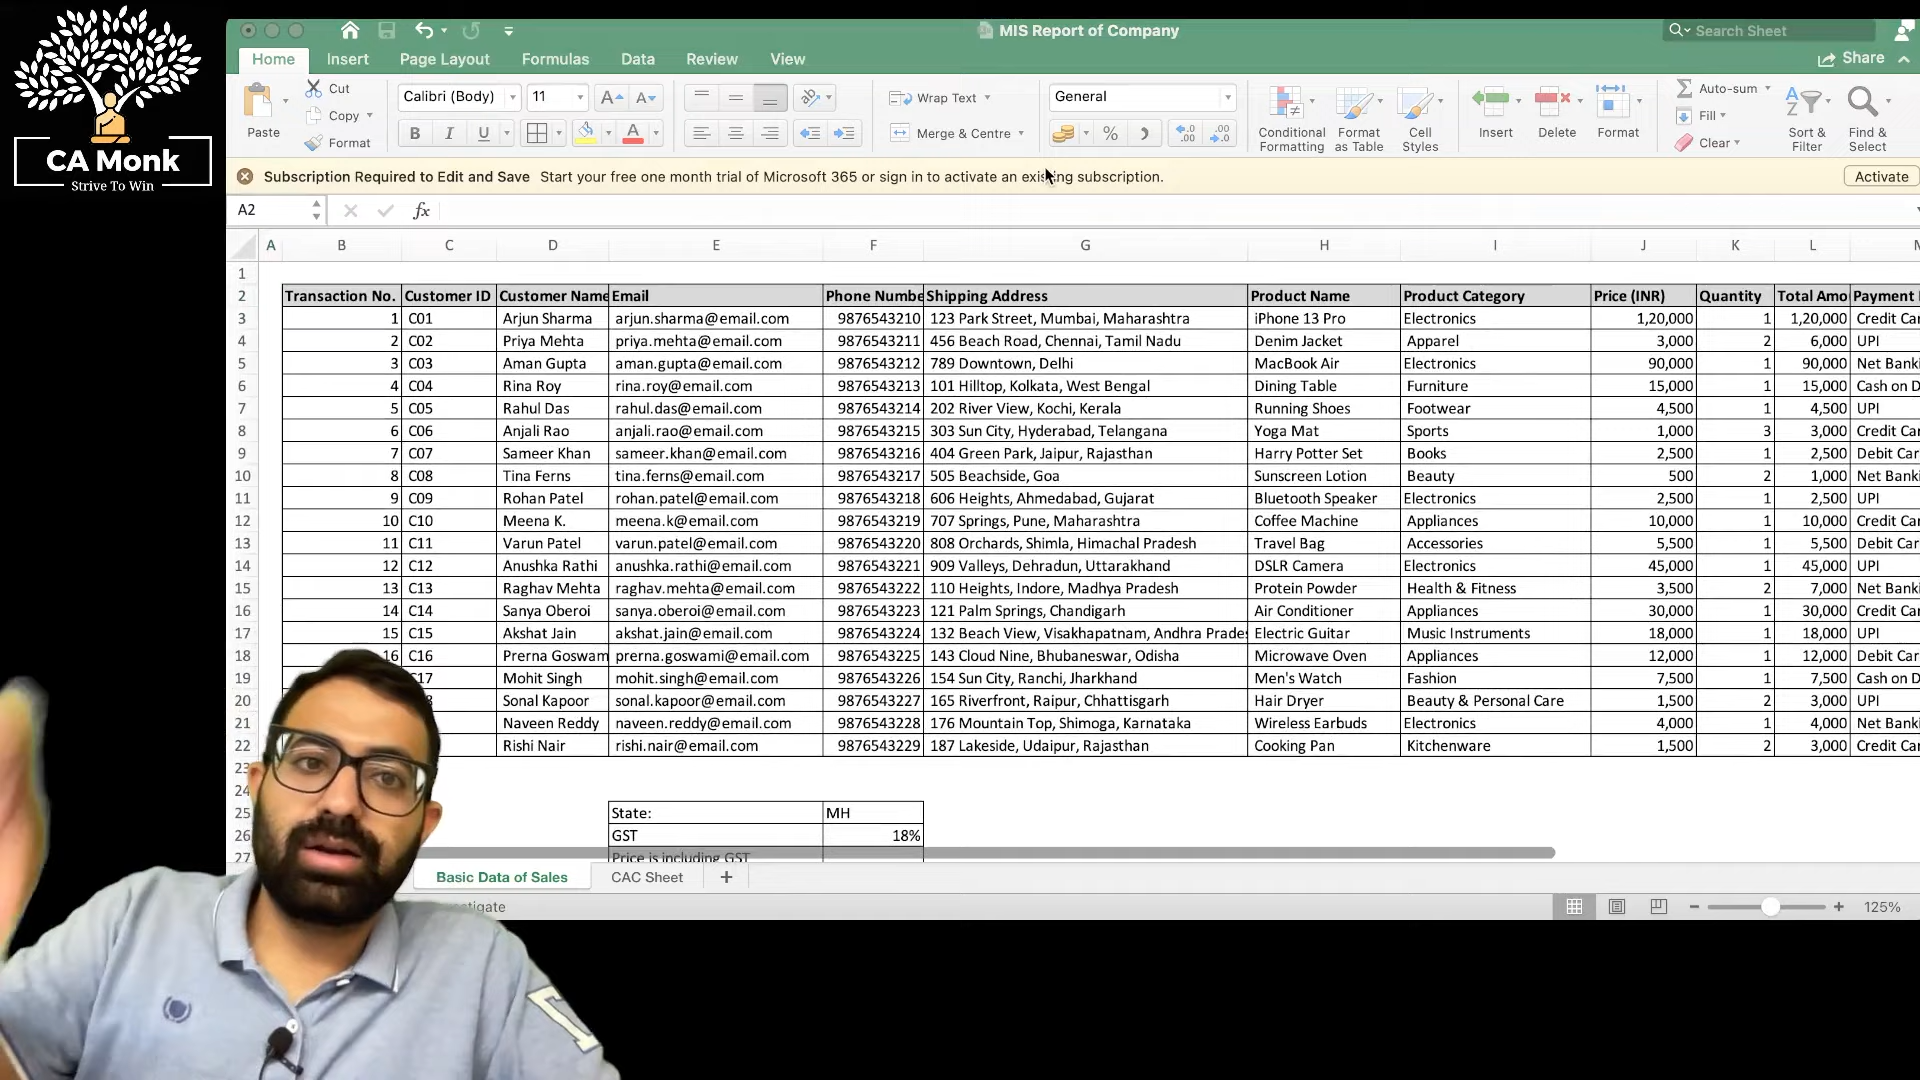 CA Monk
Strive To Win
MIS Report of Company
Search Sheet
Home Insert Page Layout Formulas Data Review View Share
Paste Cut Copy Format
Calibri (Body) 11
B I U A
Wrap Text
Merge & Centre
General
%
Conditional Formatting
Format as Table
Cell Styles
Insert Delete Format
Auto-sum
Fill
Clear
Sort & Filter
Find & Select
Subscription Required to Edit and Save Start your free one month trial of Microsoft 365 or sign in to activate an existing subscription. Activate
A2 fx
A B C D E F G H I J K L
1
2 Transaction No. Customer ID Customer Name Email Phone Numbe Shipping Address Product Name Product Category Price (INR) Quantity Total Amo Payment
3 1 C01 Arjun Sharma arjun.sharma@email.com 9876543210 123 Park Street, Mumbai, Maharashtra iPhone 13 Pro Electronics 1,20,000 1 1,20,000 Credit Car
4 2 C02 Priya Mehta priya.mehta@email.com 9876543211 456 Beach Road, Chennai, Tamil Nadu Denim Jacket Apparel 3,000 2 6,000 UPI
5 3 C03 Aman Gupta aman.gupta@email.com 9876543212 789 Downtown, Delhi MacBook Air Electronics 90,000 1 90,000 Net Banki
6 4 C04 Rina Roy rina.roy@email.com 9876543213 101 Hilltop, Kolkata, West Bengal Dining Table Furniture 15,000 1 15,000 Cash on D
7 5 C05 Rahul Das rahul.das@email.com 9876543214 202 River View, Kochi, Kerala Running Shoes Footwear 4,500 1 4,500 UPI
8 6 C06 Anjali Rao anjali.rao@email.com 9876543215 303 Sun City, Hyderabad, Telangana Yoga Mat Sports 1,000 3 3,000 Credit Car
9 7 C07 Sameer Khan sameer.khan@email.com 9876543216 404 Green Park, Jaipur, Rajasthan Harry Potter Set Books 2,500 1 2,500 Debit Car
10 8 C08 Tina Ferns tina.ferns@email.com 9876543217 505 Beachside, Goa Sunscreen Lotion Beauty 500 2 1,000 Net Banki
11 9 C09 Rohan Patel rohan.patel@email.com 9876543218 606 Heights, Ahmedabad, Gujarat Bluetooth Speaker Electronics 2,500 1 2,500 UPI
12 10 C10 Meena K. meena.k@email.com 9876543219 707 Springs, Pune, Maharashtra Coffee Machine Appliances 10,000 1 10,000 Credit Car
13 11 C11 Varun Patel varun.patel@email.com 9876543220 808 Orchards, Shimla, Himachal Pradesh Travel Bag Accessories 5,500 1 5,500 Debit Car
14 12 C12 Anushka Rathi anushka.rathi@email.com 9876543221 909 Valleys, Dehradun, Uttarakhand DSLR Camera Electronics 45,000 1 45,000 UPI
15 13 C13 Raghav Mehta raghav.mehta@email.com 9876543222 110 Heights, Indore, Madhya Pradesh Protein Powder Health & Fitness 3,500 2 7,000 Net Banki
16 14 C14 Sanya Oberoi sanya.oberoi@email.com 9876543223 121 Palm Springs, Chandigarh Air Conditioner Appliances 30,000 1 30,000 Credit Car
17 15 C15 Akshat Jain akshat.jain@email.com 9876543224 132 Beach View, Visakhapatnam, Andhra Prades Electric Guitar Music Instruments 18,000 1 18,000 UPI
18 16 C16 Prerna Goswam prerna.goswami@email.com 9876543225 143 Cloud Nine, Bhubaneswar, Odisha Microwave Oven Appliances 12,000 1 12,000 Debit Car
19 C17 Mohit Singh mohit.singh@email.com 9876543226 154 Sun City, Ranchi, Jharkhand Men's Watch Fashion 7,500 1 7,500 Cash on D
20 Sonal Kapoor sonal.kapoor@email.com 9876543227 165 Riverfront, Raipur, Chhattisgarh Hair Dryer Beauty & Personal Care 1,500 2 3,000 UPI
21 Naveen Reddy naveen.reddy@email.com 9876543228 176 Mountain Top, Shimoga, Karnataka Wireless Earbuds Electronics 4,000 1 4,000 Net Banki
22 Rishi Nair rishi.nair@email.com 9876543229 187 Lakeside, Udaipur, Rajasthan Cooking Pan Kitchenware 1,500 2 3,000 Credit Car
23
24
25 State: MH
26 GST 18%
27 Price is including GST
Basic Data of Sales CAC Sheet +
125%